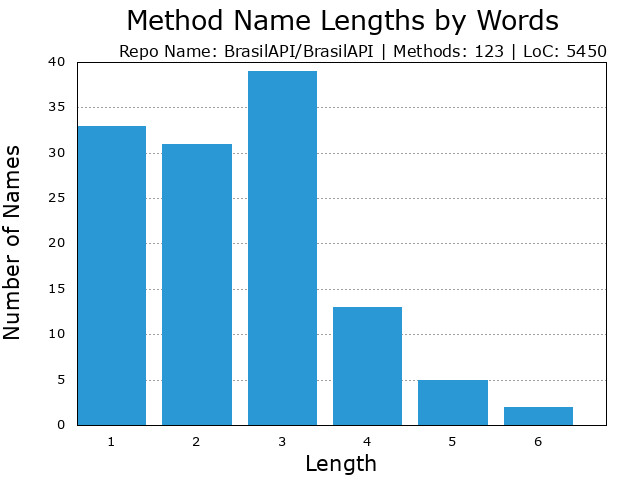 Method Name Lengths by Words
Repo Name: BrasilAPI/BrasilAPI | Methods: 123 | LoC: 5450
Number of Names
40
35
30
25
20
15
10
5
0
1 2 3 4 5 6
Length